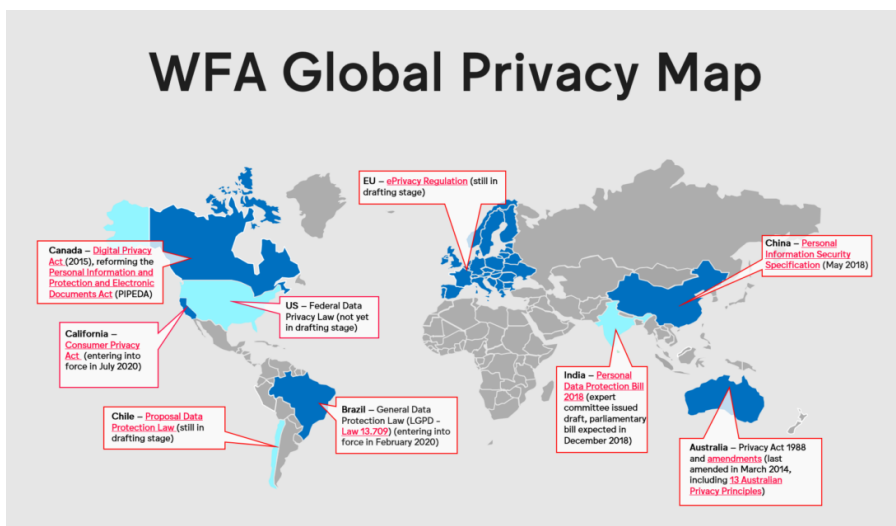 WFA Global Privacy Map
EU – ePrivacy Regulation (still in
drafting stage)
Canada – Digital Privacy
Act (2015), reforming the
Personal Information and
Protection and Electronic
Documents Act (PIPEDA)
China – Personal
Information Security
Specification (May 2018)
US – Federal Data
Privacy Law (not yet
in drafting stage)
California –
Consumer Privacy
Act (entering into
force in July 2020)
India – Personal
Data Protection Bill
2018 (expert
committee issued
draft, parliamentary
bill expected in
December 2018)
Chile – Proposal Data
Protection Law (still in
drafting stage)
Brazil – General Data
Protection Law (LGPD -
Law 13.709) (entering into
force in February 2020)
Australia – Privacy Act 1988
and amendments (last
amended in March 2014,
including 13 Australian
Privacy Principles)